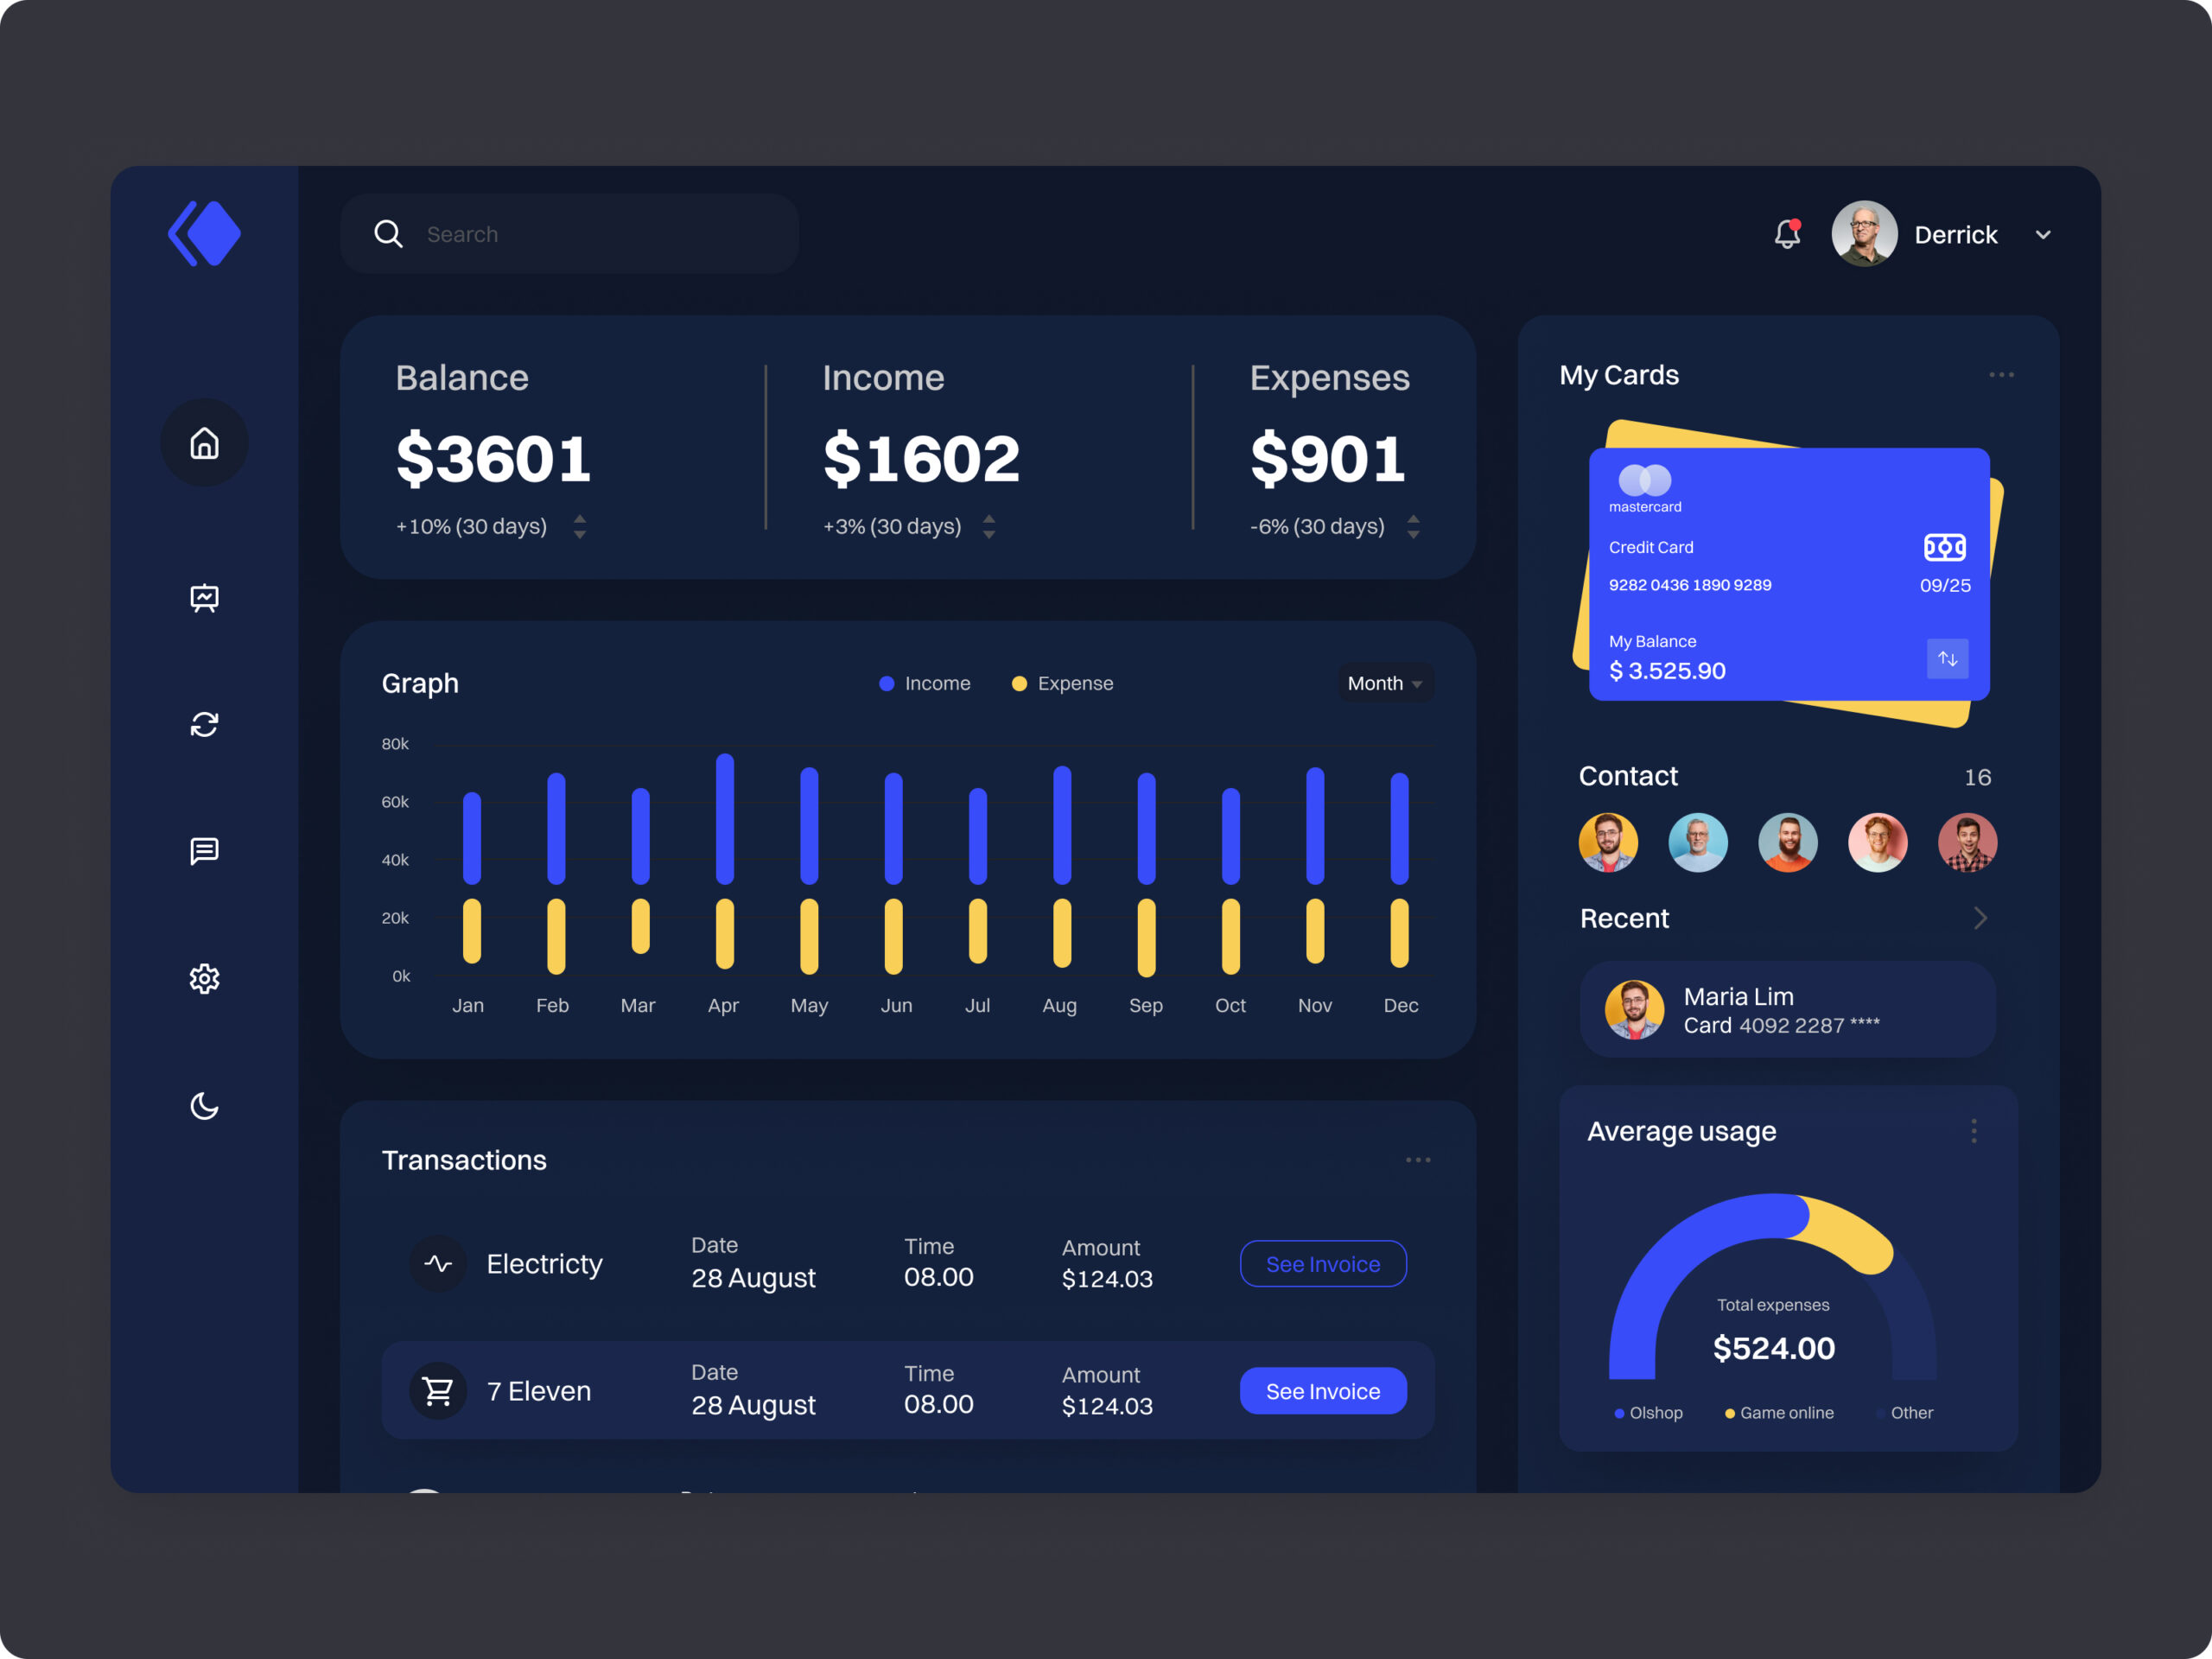 Search
Derrick
Balance
$3601
+10% (30 days)
Income
$1602
+3% (30 days)
Expenses
$901
-6% (30 days)
Graph
Income
Expense
Month
80k
60k
40k
20k
0k
Jan Feb Mar Apr May Jun Jul Aug Sep Oct Nov Dec
Transactions
Electricty
Date
28 August
Time
08.00
Amount
$124.03
See Invoice
7 Eleven
Date
28 August
Time
08.00
Amount
$124.03
See Invoice
My Cards
mastercard
Credit Card
9282 0436 1890 9289
09/25
My Balance
$ 3.525.90
Contact
16
Recent
Maria Lim
Card 4092 2287 ****
Average usage
Total expenses
$524.00
Olshop
Game online
Other